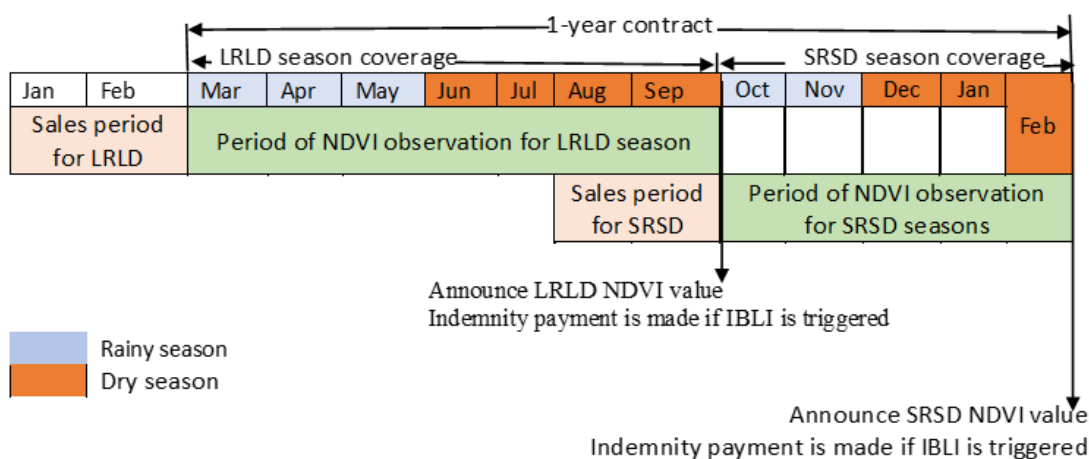 1-year contract
LRLD season coverage
SRSD season coverage
Jan Feb Mar Apr May Jun Jul Aug Sep Oct Nov Dec Jan Feb
Sales period
for LRLD
Period of NDVI observation for LRLD season
Sales period
for SRSD
Period of NDVI observation
for SRSD seasons
Announce LRLD NDVI value
Indemnity payment is made if IBLI is triggered
Rainy season
Dry season
Announce SRSD NDVI value
Indemnity payment is made if IBLI is triggered